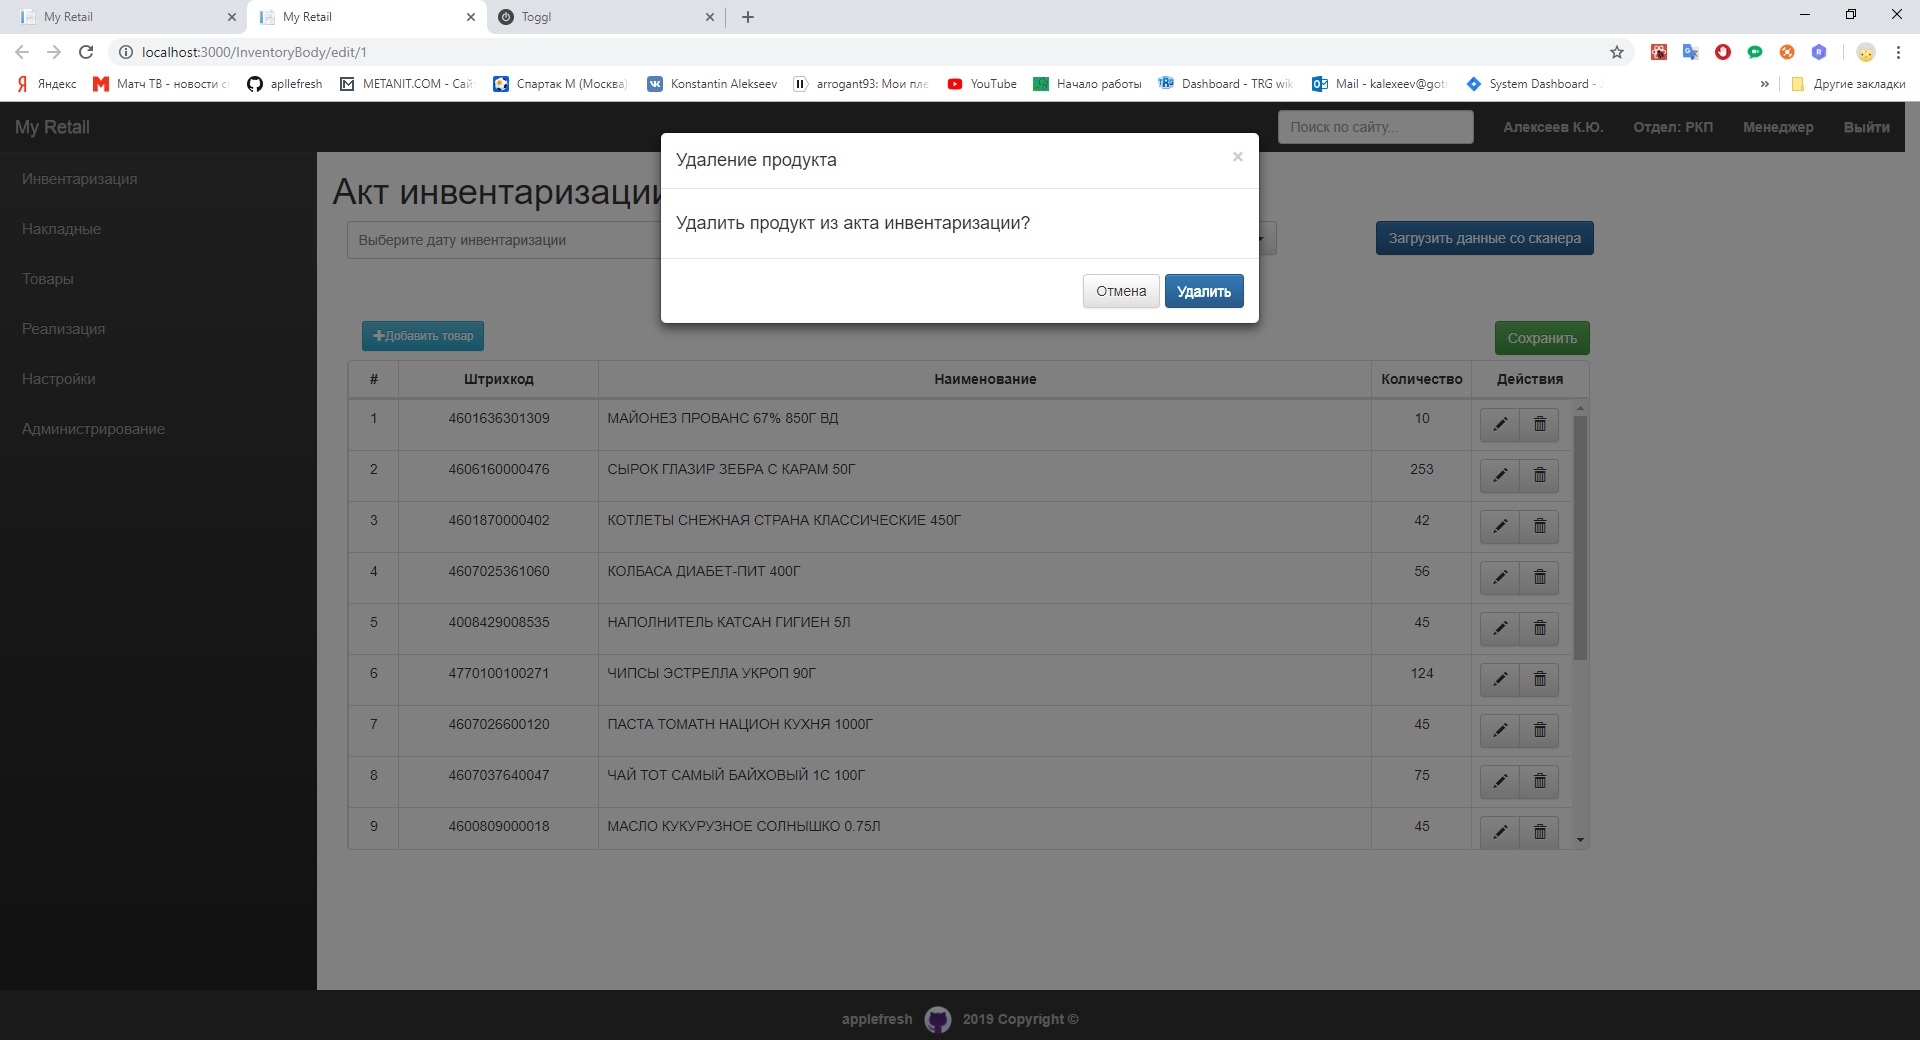 My Retail
My Retail
Toggl
localhost:3000/InventoryBody/edit/1
Яндекс
Матч ТВ - новости с
apllefresh
METANIT.COM - Сай
Спартак М (Москва)
Konstantin Alekseev
arrogant93: Мои пле
YouTube
Начало работы
Dashboard - TRG wik
Mail - kalexeev@got
System Dashboard -
»
Другие закладки
My Retail
Поиск по сайту...
Алексеев К.Ю.
Отдел: РКП
Менеджер
Выйти
Инвентаризация
Накладные
Товары
Реализация
Настройки
Администрирование
Акт инвентаризации
Выберите дату инвентаризации
Загрузить данные со сканера
Удаление продукта
×
Удалить продукт из акта инвентаризации?
Отмена
Удалить
Добавить товар
Сохранить
# Штрихкод Наименование Количество Действия
1 4601636301309 МАЙОНЕЗ ПРОВАНС 67% 850Г ВД 10
2 4606160000476 СЫРОК ГЛАЗИР ЗЕБРА С КАРАМ 50Г 253
3 4601870000402 КОТЛЕТЫ СНЕЖНАЯ СТРАНА КЛАССИЧЕСКИЕ 450Г 42
4 4607025361060 КОЛБАСА ДИАБЕТ-ПИТ 400Г 56
5 4008429008535 НАПОЛНИТЕЛЬ КАТСАН ГИГИЕН 5Л 45
6 4770100100271 ЧИПСЫ ЭСТРЕЛЛА УКРОП 90Г 124
7 4607026600120 ПАСТА ТОМАТН НАЦИОН КУХНЯ 1000Г 45
8 4607037640047 ЧАЙ ТОТ САМЫЙ БАЙХОВЫЙ 1С 100Г 75
9 4600809000018 МАСЛО КУКУРУЗНОЕ СОЛНЫШКО 0.75Л 45
applefresh 2019 Copyright ©